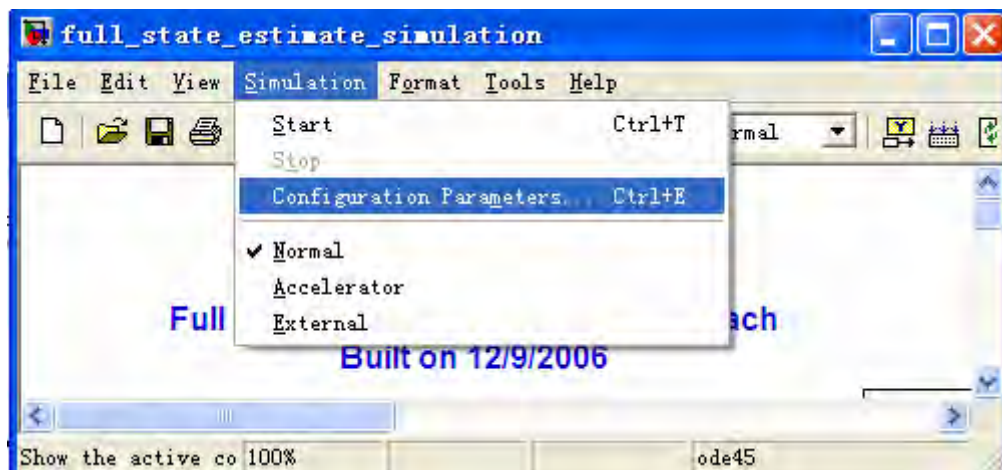 full_state_estimate_simulation
File Edit View Simulation Format Tools Help
Start Ctrl+T
rmal
Stop
Configuration Parameters... Ctrl+E
Normal
Accelerator
External
Full ach
Built on 12/9/2006
Show the active co 100% ode45